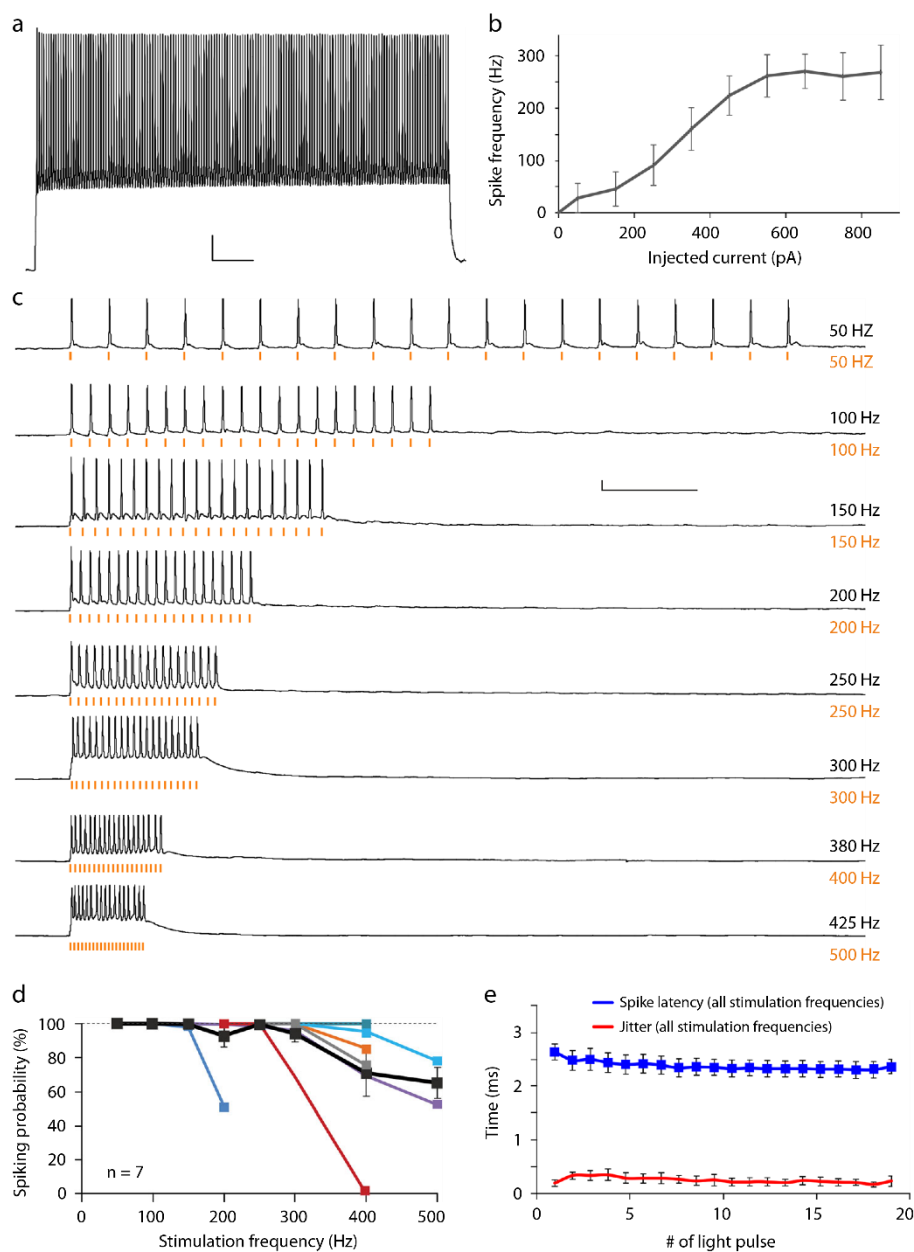 a
b
300
200
100
0
Spike frequency (Hz)
0 200 400 600 800
Injected current (pA)
c
50 HZ
50 HZ
100 Hz
100 Hz
150 Hz
150 Hz
200 Hz
200 Hz
250 Hz
250 Hz
300 Hz
300 Hz
380 Hz
400 Hz
425 Hz
500 Hz
d
100
80
60
40
20
0
Spiking probability (%)
n = 7
0 100 200 300 400 500
Stimulation frequency (Hz)
e
Spike latency (all stimulation frequencies)
Jitter (all stimulation frequencies)
3
2
1
0
Time (ms)
0 5 10 15 20
# of light pulse